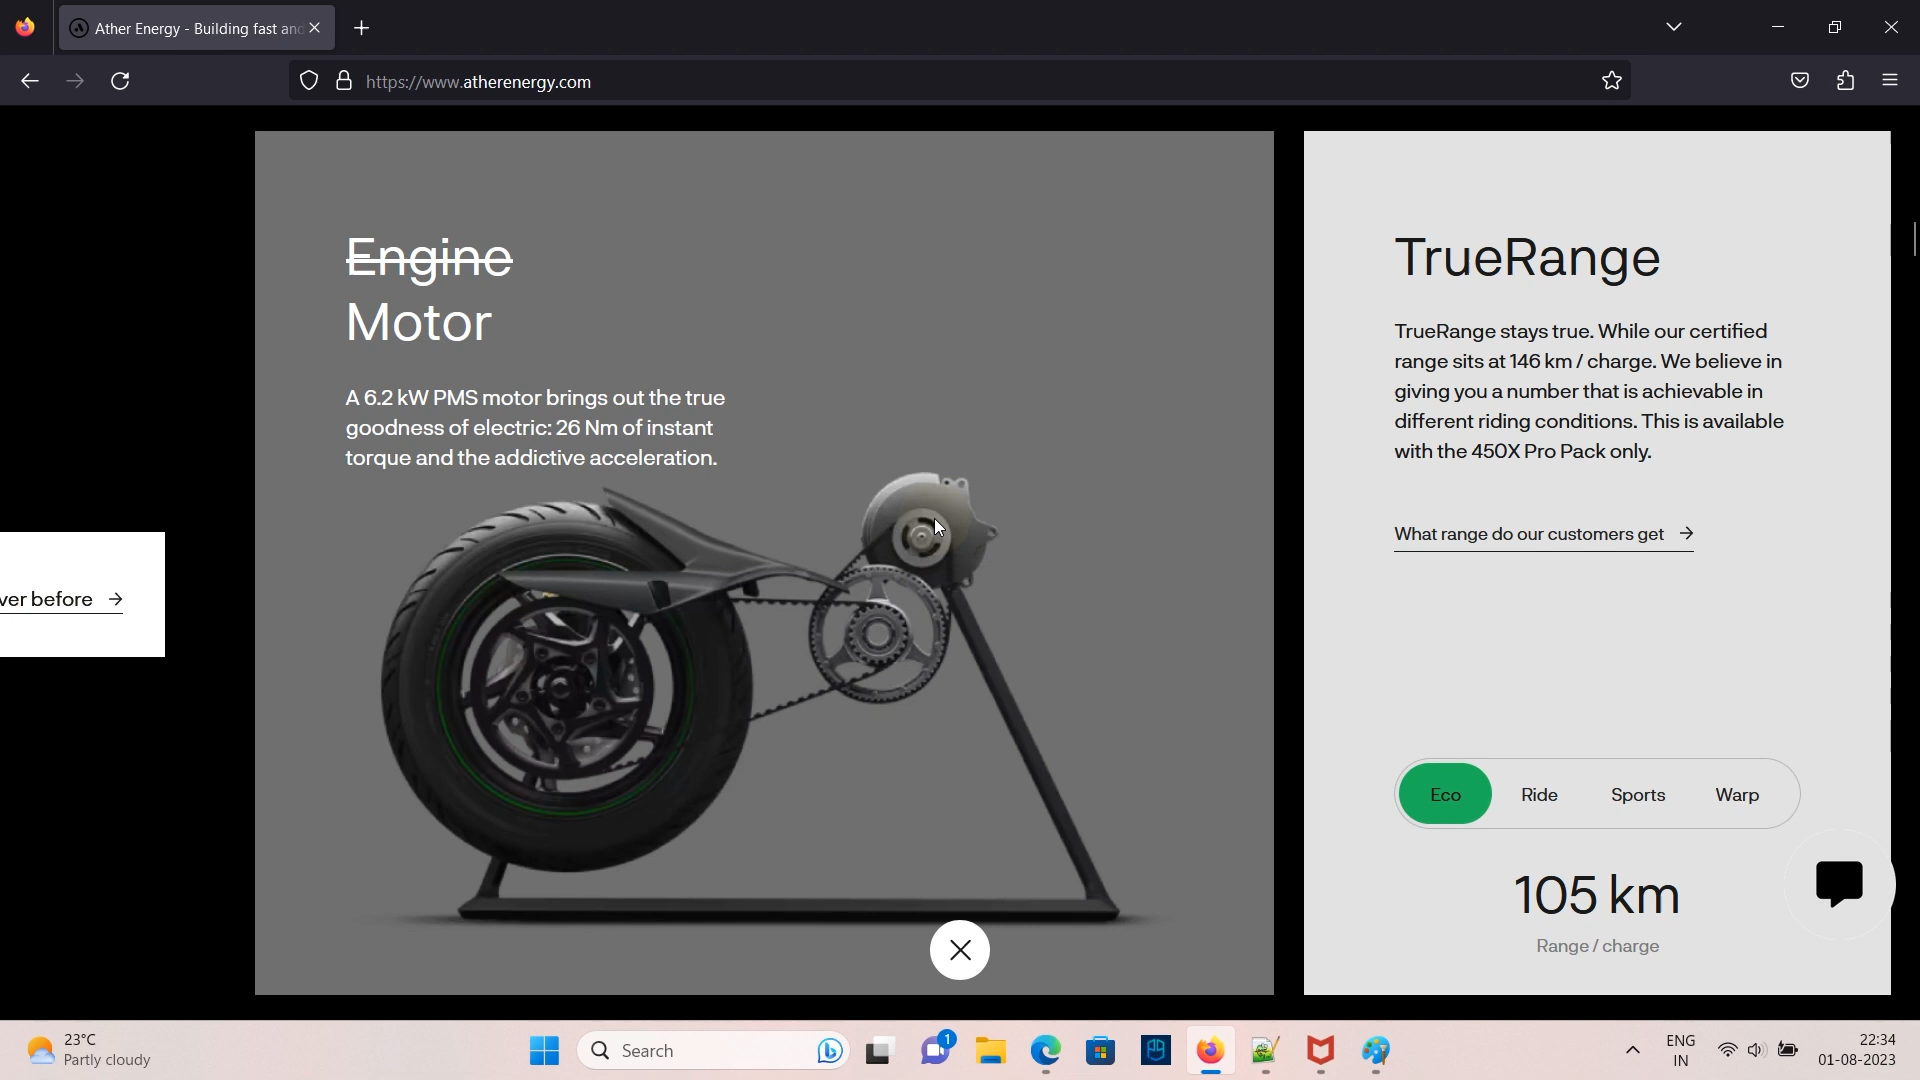 Ather Energy - Building fast and
https://www.atherenergy.com
Engine
Motor
A 6.2 kW PMS motor brings out the true
goodness of electric: 26 Nm of instant
torque and the addictive acceleration.
ver before →
TrueRange
TrueRange stays true. While our certified
range sits at 146 km / charge. We believe in
giving you a number that is achievable in
different riding conditions. This is available
with the 450X Pro Pack only.
What range do our customers get →
Eco Ride Sports Warp
105 km
Range / charge
23°C
Partly cloudy
Search
1
ENG
IN
22:34
01-08-2023